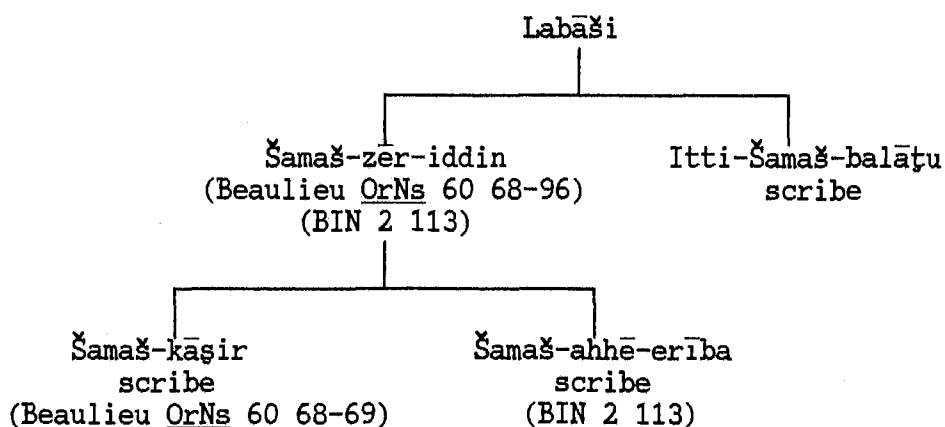 Labāši
Šamaš-zēr-iddin
Itti-Šamaš-balāṭu
(Beaulieu OrNs 60 68-96)
scribe
(BIN 2 113)
Šamaš-kāṣir
Šamaš-ahhē-erība
scribe
scribe
(Beaulieu OrNs 60 68-69)
(BIN 2 113)